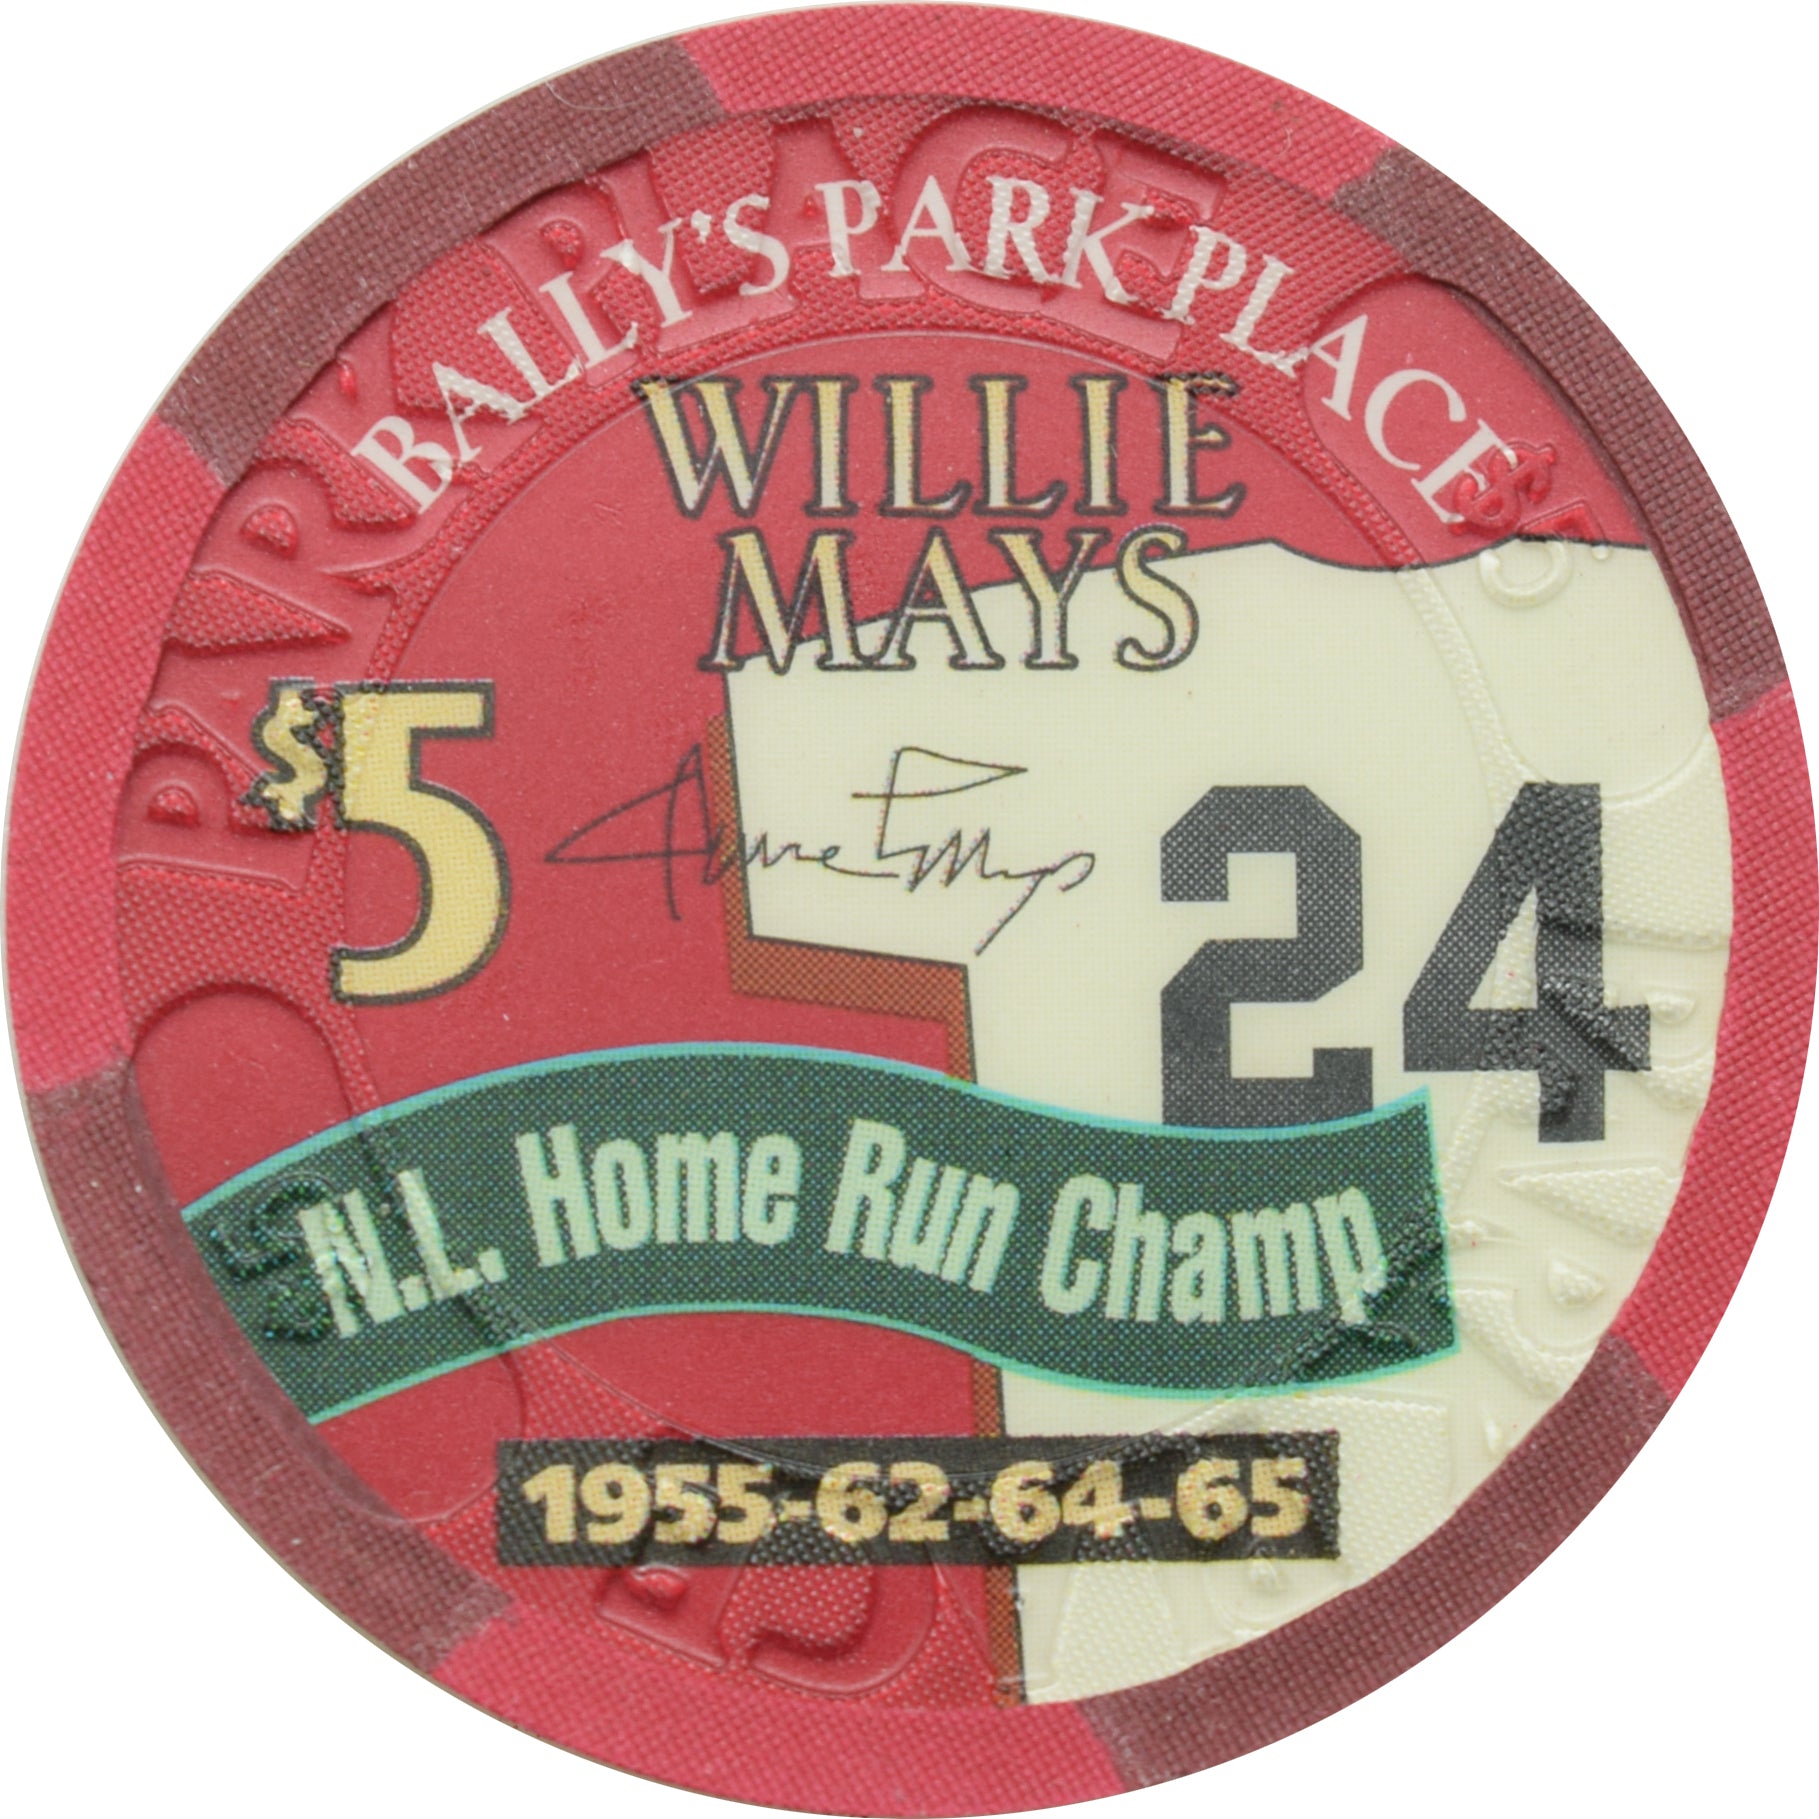 BALLY'S PARK PLACE
WILLIE
MAYS
$5
24
N.L. Home Run Champ
1955-62-64-65